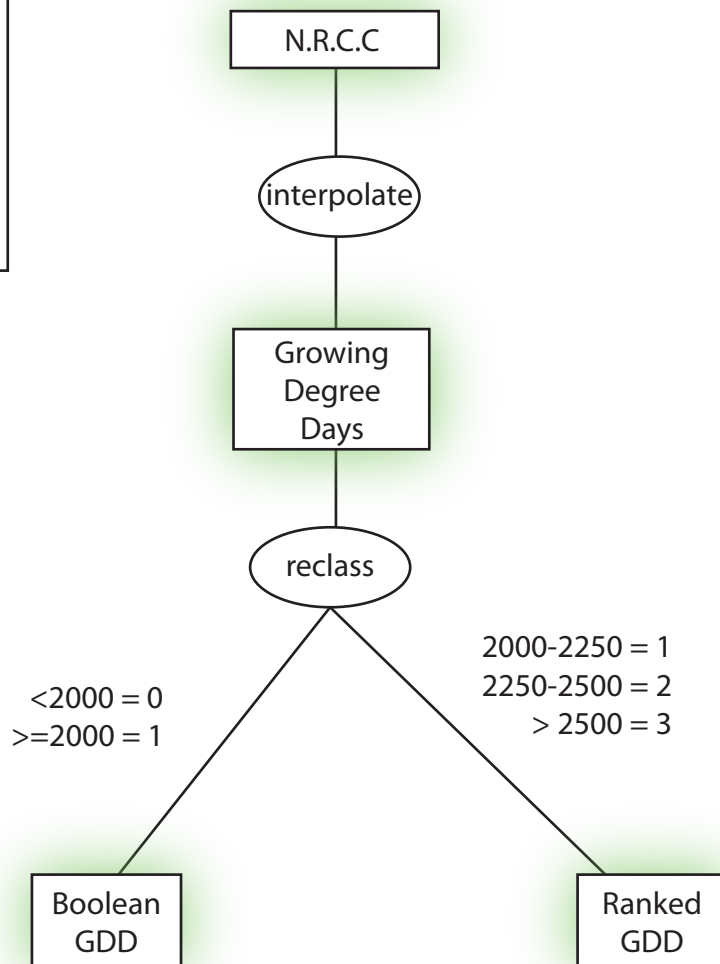 N.R.C.C
interpolate
Growing
Degree
Days
reclass
<2000 = 0
>=2000 = 1
2000-2250 = 1
2250-2500 = 2
> 2500 = 3
Boolean
GDD
Ranked
GDD